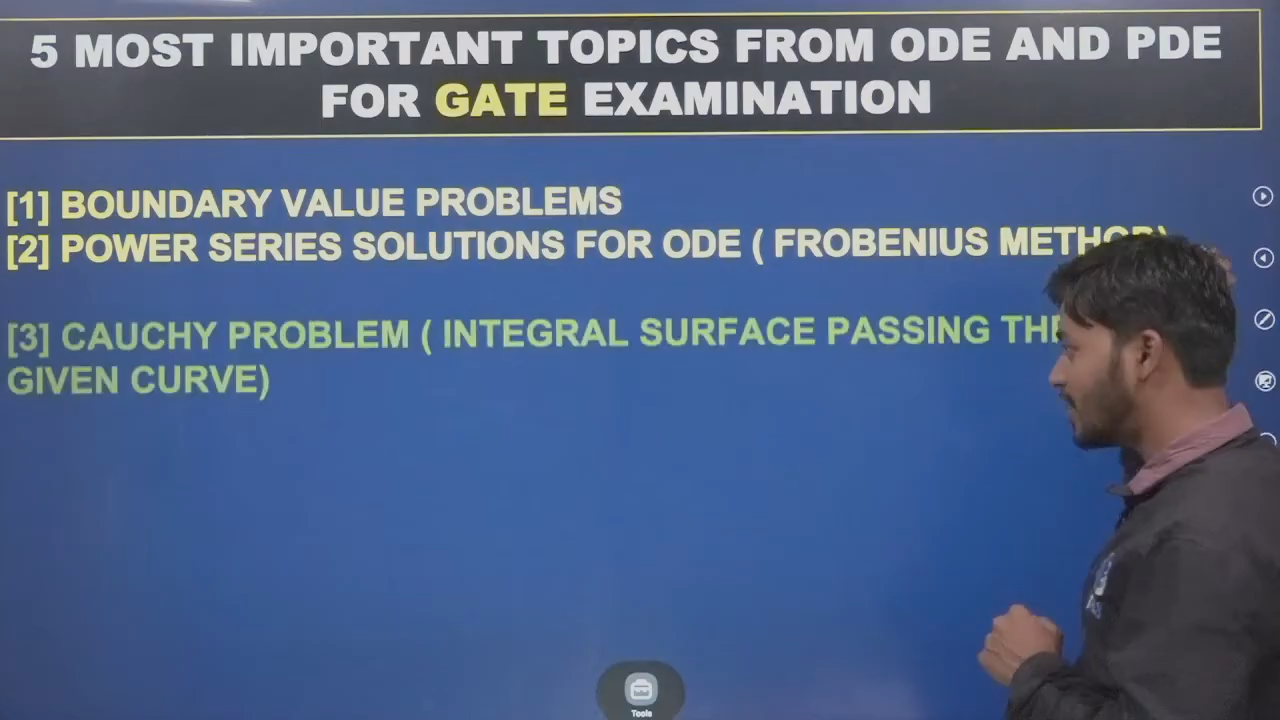 5 MOST IMPORTANT TOPICS FROM ODE AND PDE
FOR GATE EXAMINATION
[1] BOUNDARY VALUE PROBLEMS
[2] POWER SERIES SOLUTIONS FOR ODE ( FROBENIUS METHOD)
[3] CAUCHY PROBLEM ( INTEGRAL SURFACE PASSING
GIVEN CURVE)
Tools